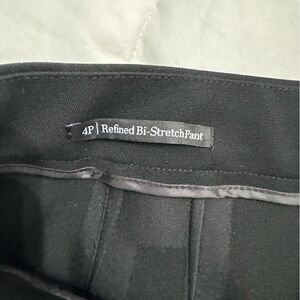 4P | Refined Bi-StretchPant